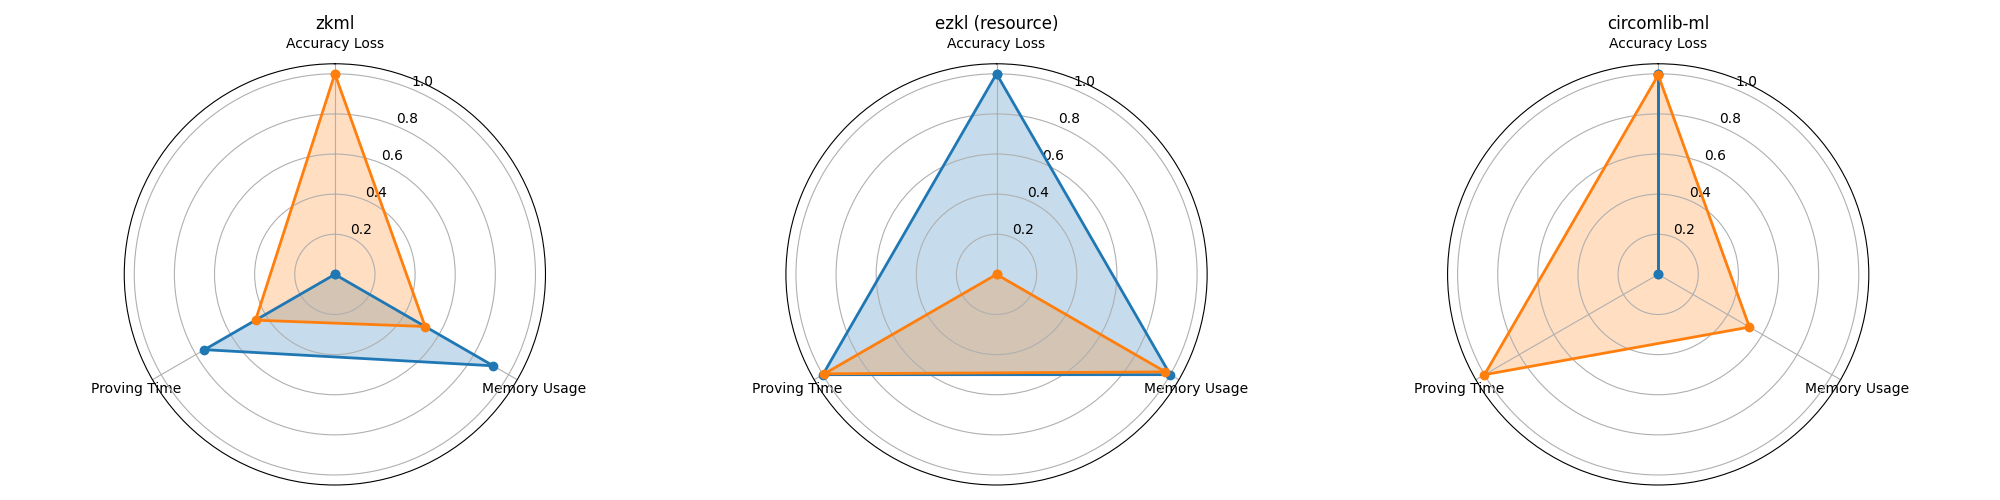 zkml
Accuracy Loss
1.0
0.8
0.6
0.4
0.2
Proving Time
Memory Usage
ezkl (resource)
Accuracy Loss
1.0
0.8
0.6
0.4
0.2
Proving Time
Memory Usage
circomlib-ml
Accuracy Loss
1.0
0.8
0.6
0.4
0.2
Proving Time
Memory Usage